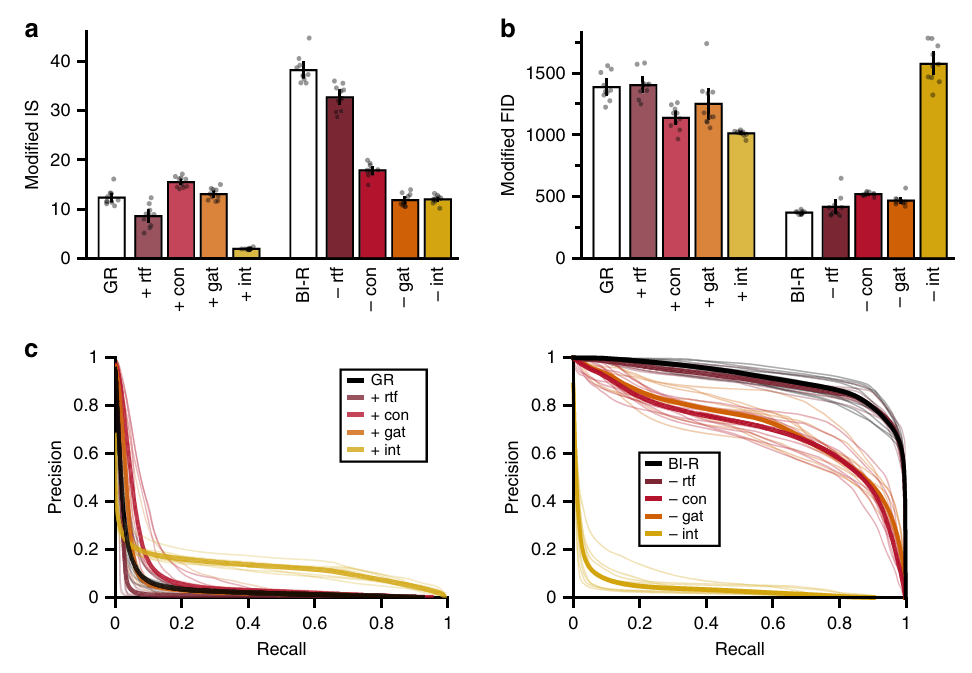 a
Modified IS
40
30
20
10
0
GR
+ rtf
+ con
+ gat
+ int
BI-R
– rtf
– con
– gat
– int
b
Modified FID
1500
1000
500
0
GR
+ rtf
+ con
+ gat
+ int
BI-R
– rtf
– con
– gat
– int
c
Precision
1
0.8
0.6
0.4
0.2
0
GR
+ rtf
+ con
+ gat
+ int
0 0.2 0.4 0.6 0.8 1
Recall
Precision
1
0.8
0.6
0.4
0.2
0
BI-R
– rtf
– con
– gat
– int
0 0.2 0.4 0.6 0.8 1
Recall